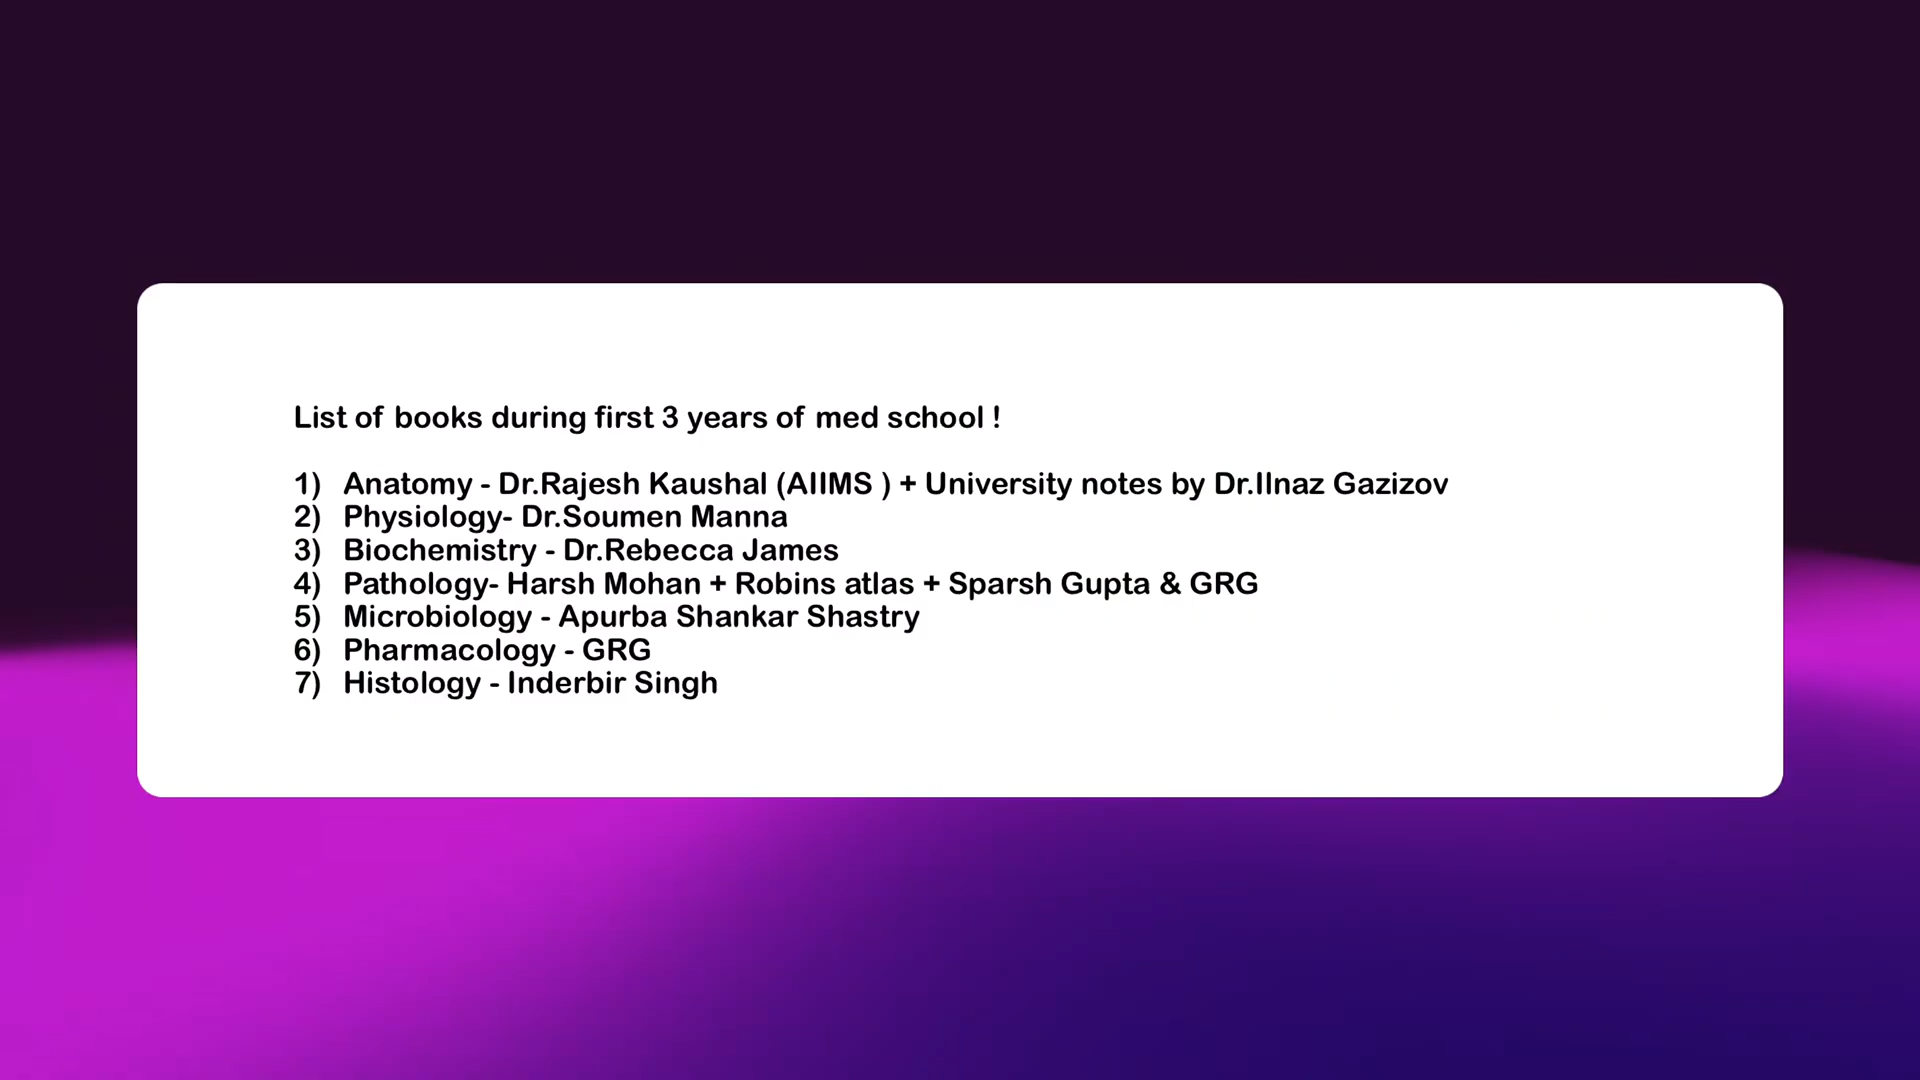 List of books during first 3 years of med school !
1) Anatomy - Dr.Rajesh Kaushal (AIIMS ) + University notes by Dr.Ilnaz Gazizov
2) Physiology- Dr.Soumen Manna
3) Biochemistry - Dr.Rebecca James
4) Pathology- Harsh Mohan + Robins atlas + Sparsh Gupta & GRG
5) Microbiology - Apurba Shankar Shastry
6) Pharmacology - GRG
7) Histology - Inderbir Singh